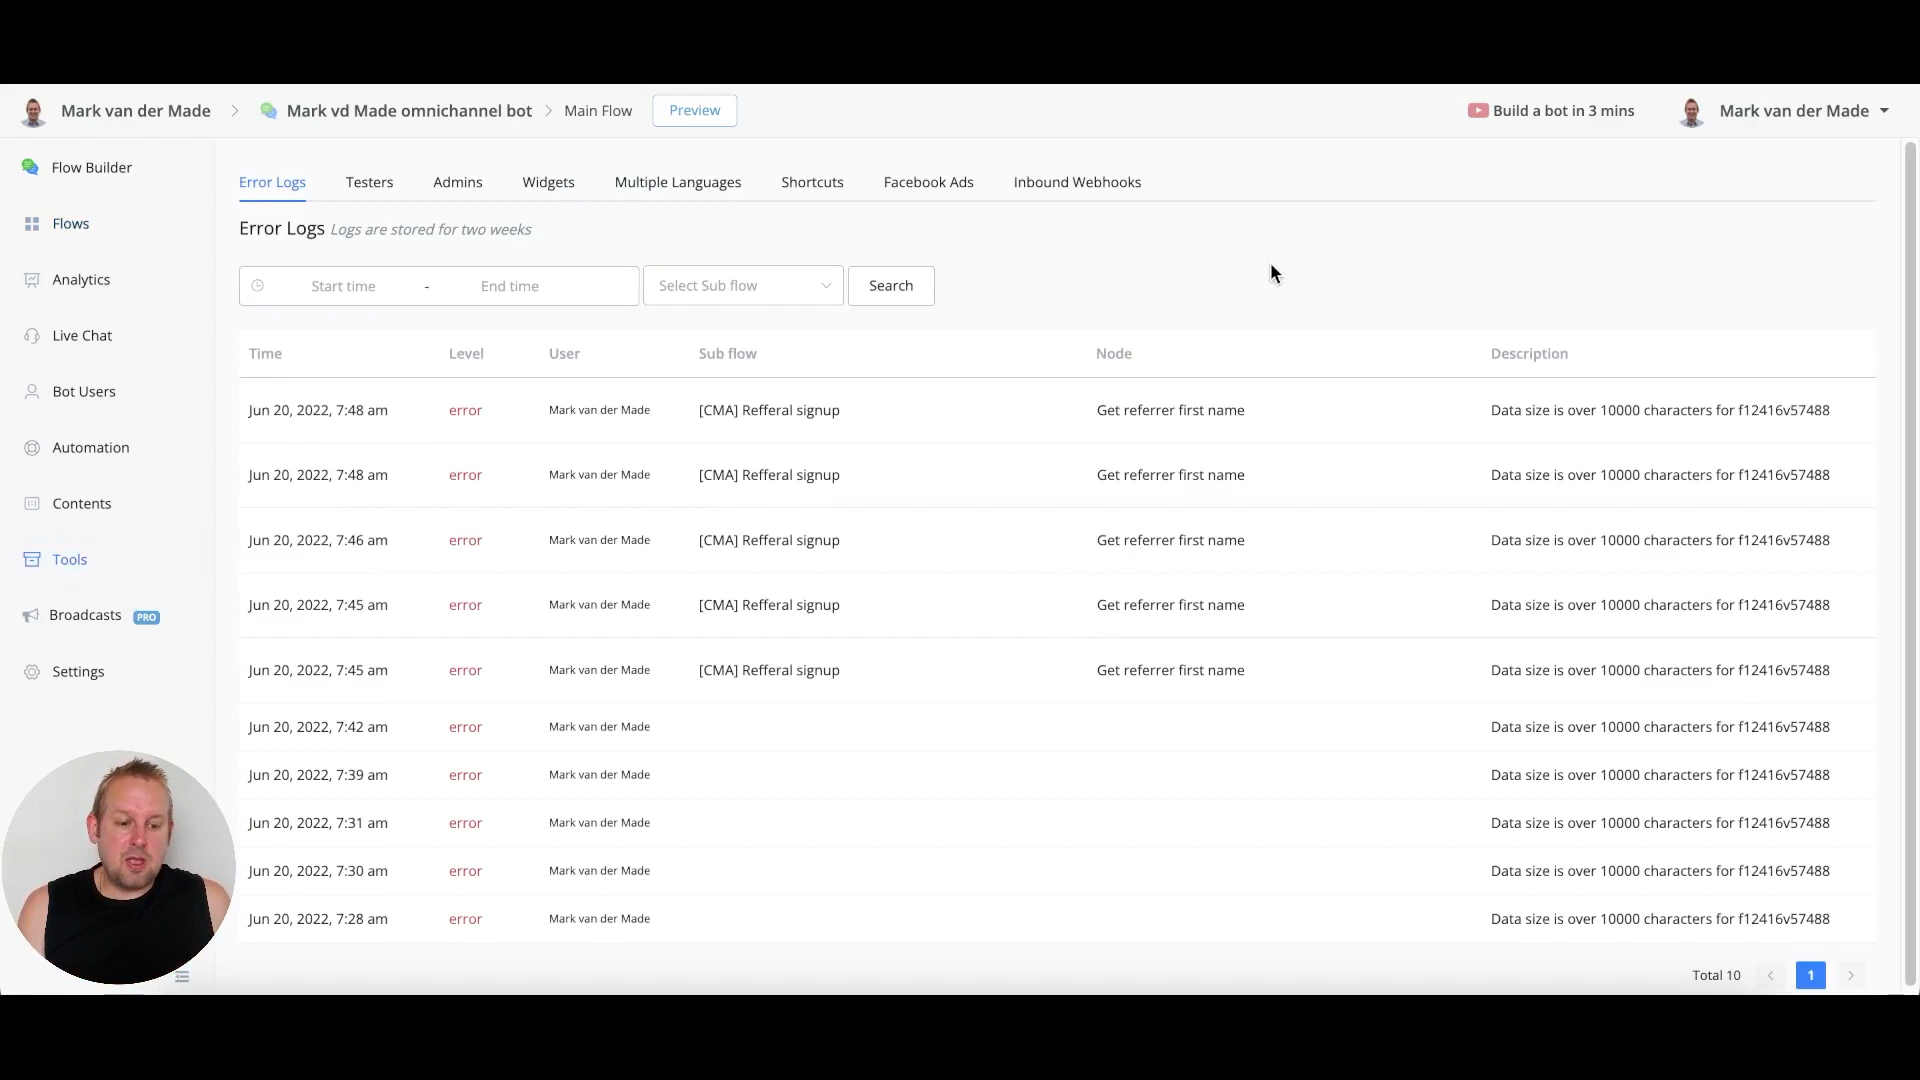 Mark van der Made > Mark vd Made omnichannel bot > Main Flow Preview Build a bot in 3 mins Mark van der Made
Flow Builder
Flows
Analytics
Live Chat
Bot Users
Automation
Contents
Tools
Broadcasts PRO
Settings
Error Logs Testers Admins Widgets Multiple Languages Shortcuts Facebook Ads Inbound Webhooks
Error Logs Logs are stored for two weeks
Start time - End time Select Sub flow Search
Time Level User Sub flow Node Description
Jun 20, 2022, 7:48 am error Mark van der Made [CMA] Refferal signup Get referrer first name Data size is over 10000 characters for f12416v57488
Jun 20, 2022, 7:48 am error Mark van der Made [CMA] Refferal signup Get referrer first name Data size is over 10000 characters for f12416v57488
Jun 20, 2022, 7:46 am error Mark van der Made [CMA] Refferal signup Get referrer first name Data size is over 10000 characters for f12416v57488
Jun 20, 2022, 7:45 am error Mark van der Made [CMA] Refferal signup Get referrer first name Data size is over 10000 characters for f12416v57488
Jun 20, 2022, 7:45 am error Mark van der Made [CMA] Refferal signup Get referrer first name Data size is over 10000 characters for f12416v57488
Jun 20, 2022, 7:42 am error Mark van der Made Data size is over 10000 characters for f12416v57488
Jun 20, 2022, 7:39 am error Mark van der Made Data size is over 10000 characters for f12416v57488
Jun 20, 2022, 7:31 am error Mark van der Made Data size is over 10000 characters for f12416v57488
Jun 20, 2022, 7:30 am error Mark van der Made Data size is over 10000 characters for f12416v57488
Jun 20, 2022, 7:28 am error Mark van der Made Data size is over 10000 characters for f12416v57488
Total 10 < 1 >